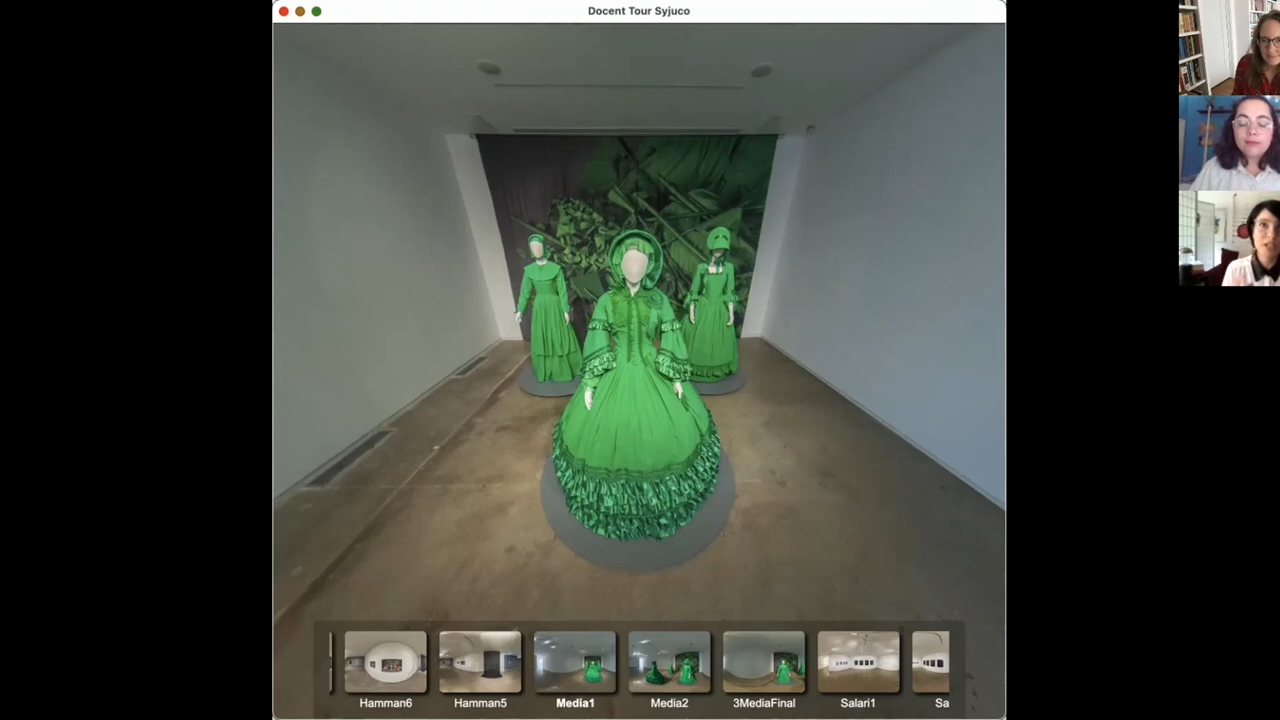 Docent Tour Syjuco
Hamman6
Hamman5
Media1
Media2
3MediaFinal
Salari1
Sa